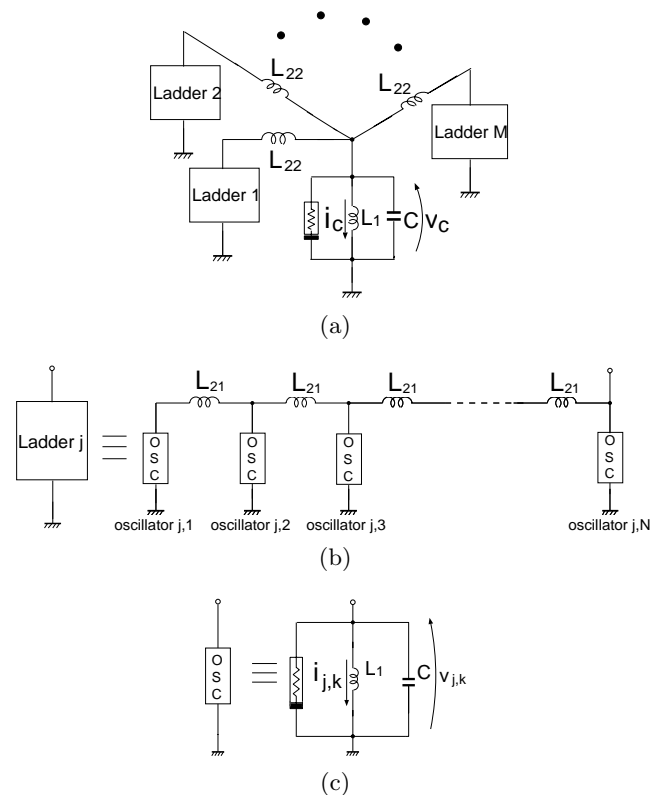 L22
L22
L22
Ladder 2
Ladder M
Ladder 1
iC
L1
C
vC
(a)
L21
L21
L21
L21
Ladder j
OSC
OSC
OSC
OSC
oscillator j,1
oscillator j,2
oscillator j,3
oscillator j,N
(b)
OSC
ij,k
L1
C
vj,k
(c)